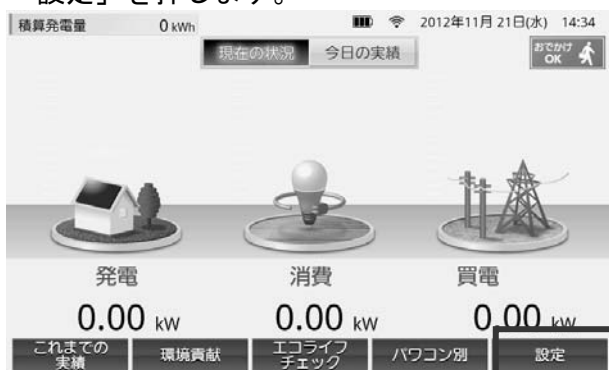 設定」を押します。
積算発電量 0 kWh 2012年11月21日(水) 14:34
現在の状況 今日の実績
おでかけ
OK
発電 消費 買電
0.00 kW 0.00 kW 0.00 kW
これまでの
実績
環境貢献
エコライフ
チェック
パワコン別
設定